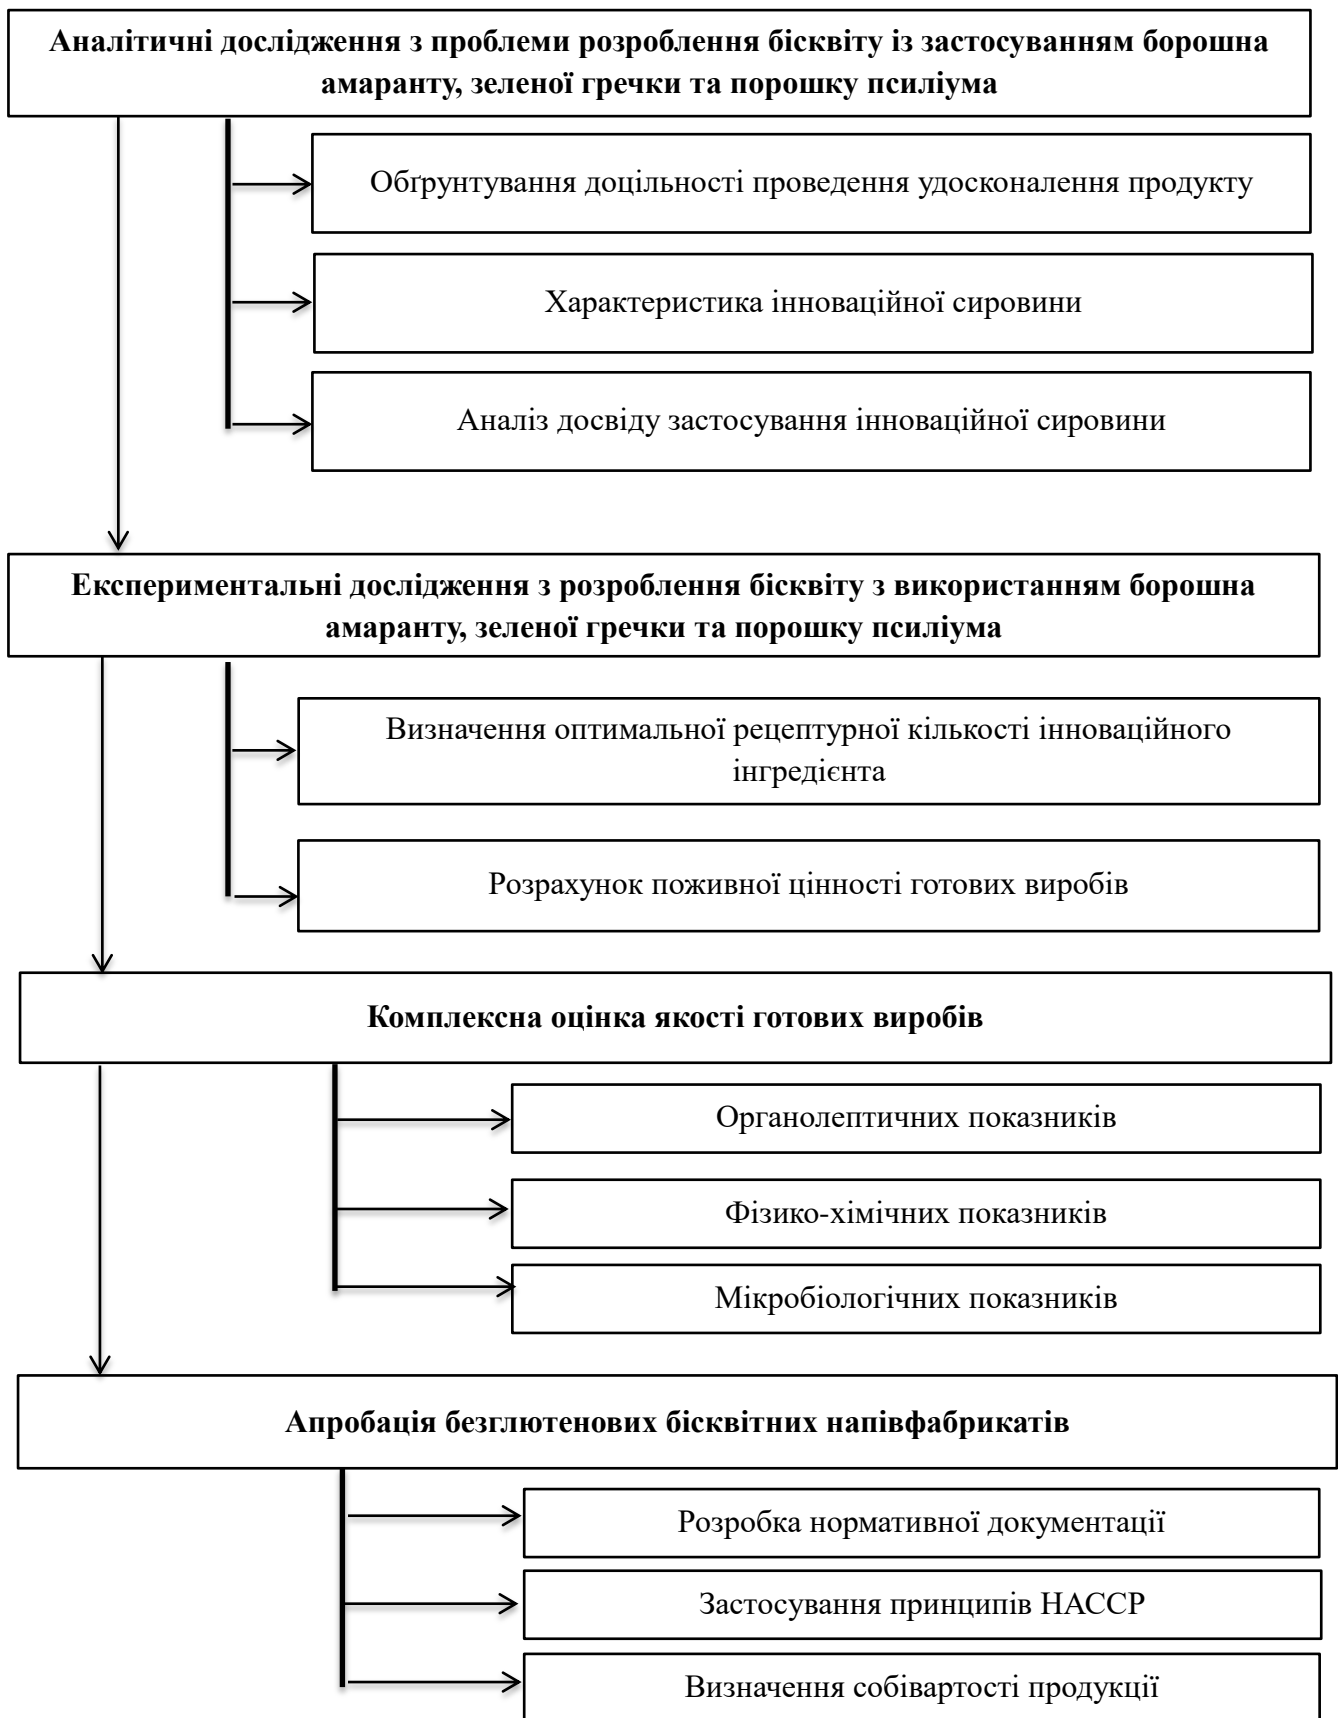 Аналітичні дослідження з проблеми розроблення бісквіту із застосуванням борошна
амаранту, зеленої гречки та порошку псиліума
Обґрунтування доцільності проведення удосконалення продукту
Характеристика інноваційної сировини
Аналіз досвіду застосування інноваційної сировини
Експериментальні дослідження з розроблення бісквіту з використанням борошна
амаранту, зеленої гречки та порошку псиліума
Визначення оптимальної рецептурної кількості інноваційного
інгредієнта
Розрахунок поживної цінності готових виробів
Комплексна оцінка якості готових виробів
Органолептичних показників
Фізико-хімічних показників
Мікробіологічних показників
Апробація безглютенових бісквітних напівфабрикатів
Розробка нормативної документації
Застосування принципів НАССР
Визначення собівартості продукції